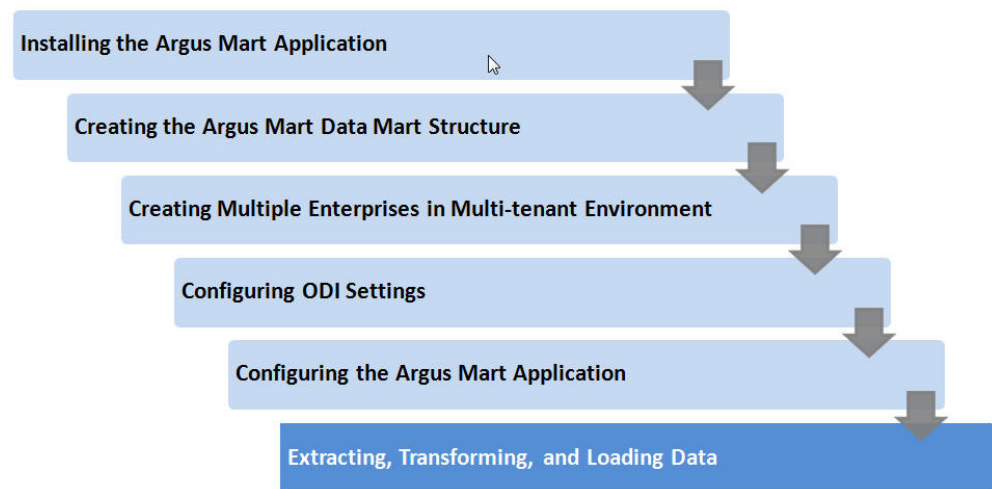 Installing the Argus Mart Application
Creating the Argus Mart Data Mart Structure
Creating Multiple Enterprises in Multi-tenant Environment
Configuring ODI Settings
Configuring the Argus Mart Application
Extracting, Transforming, and Loading Data